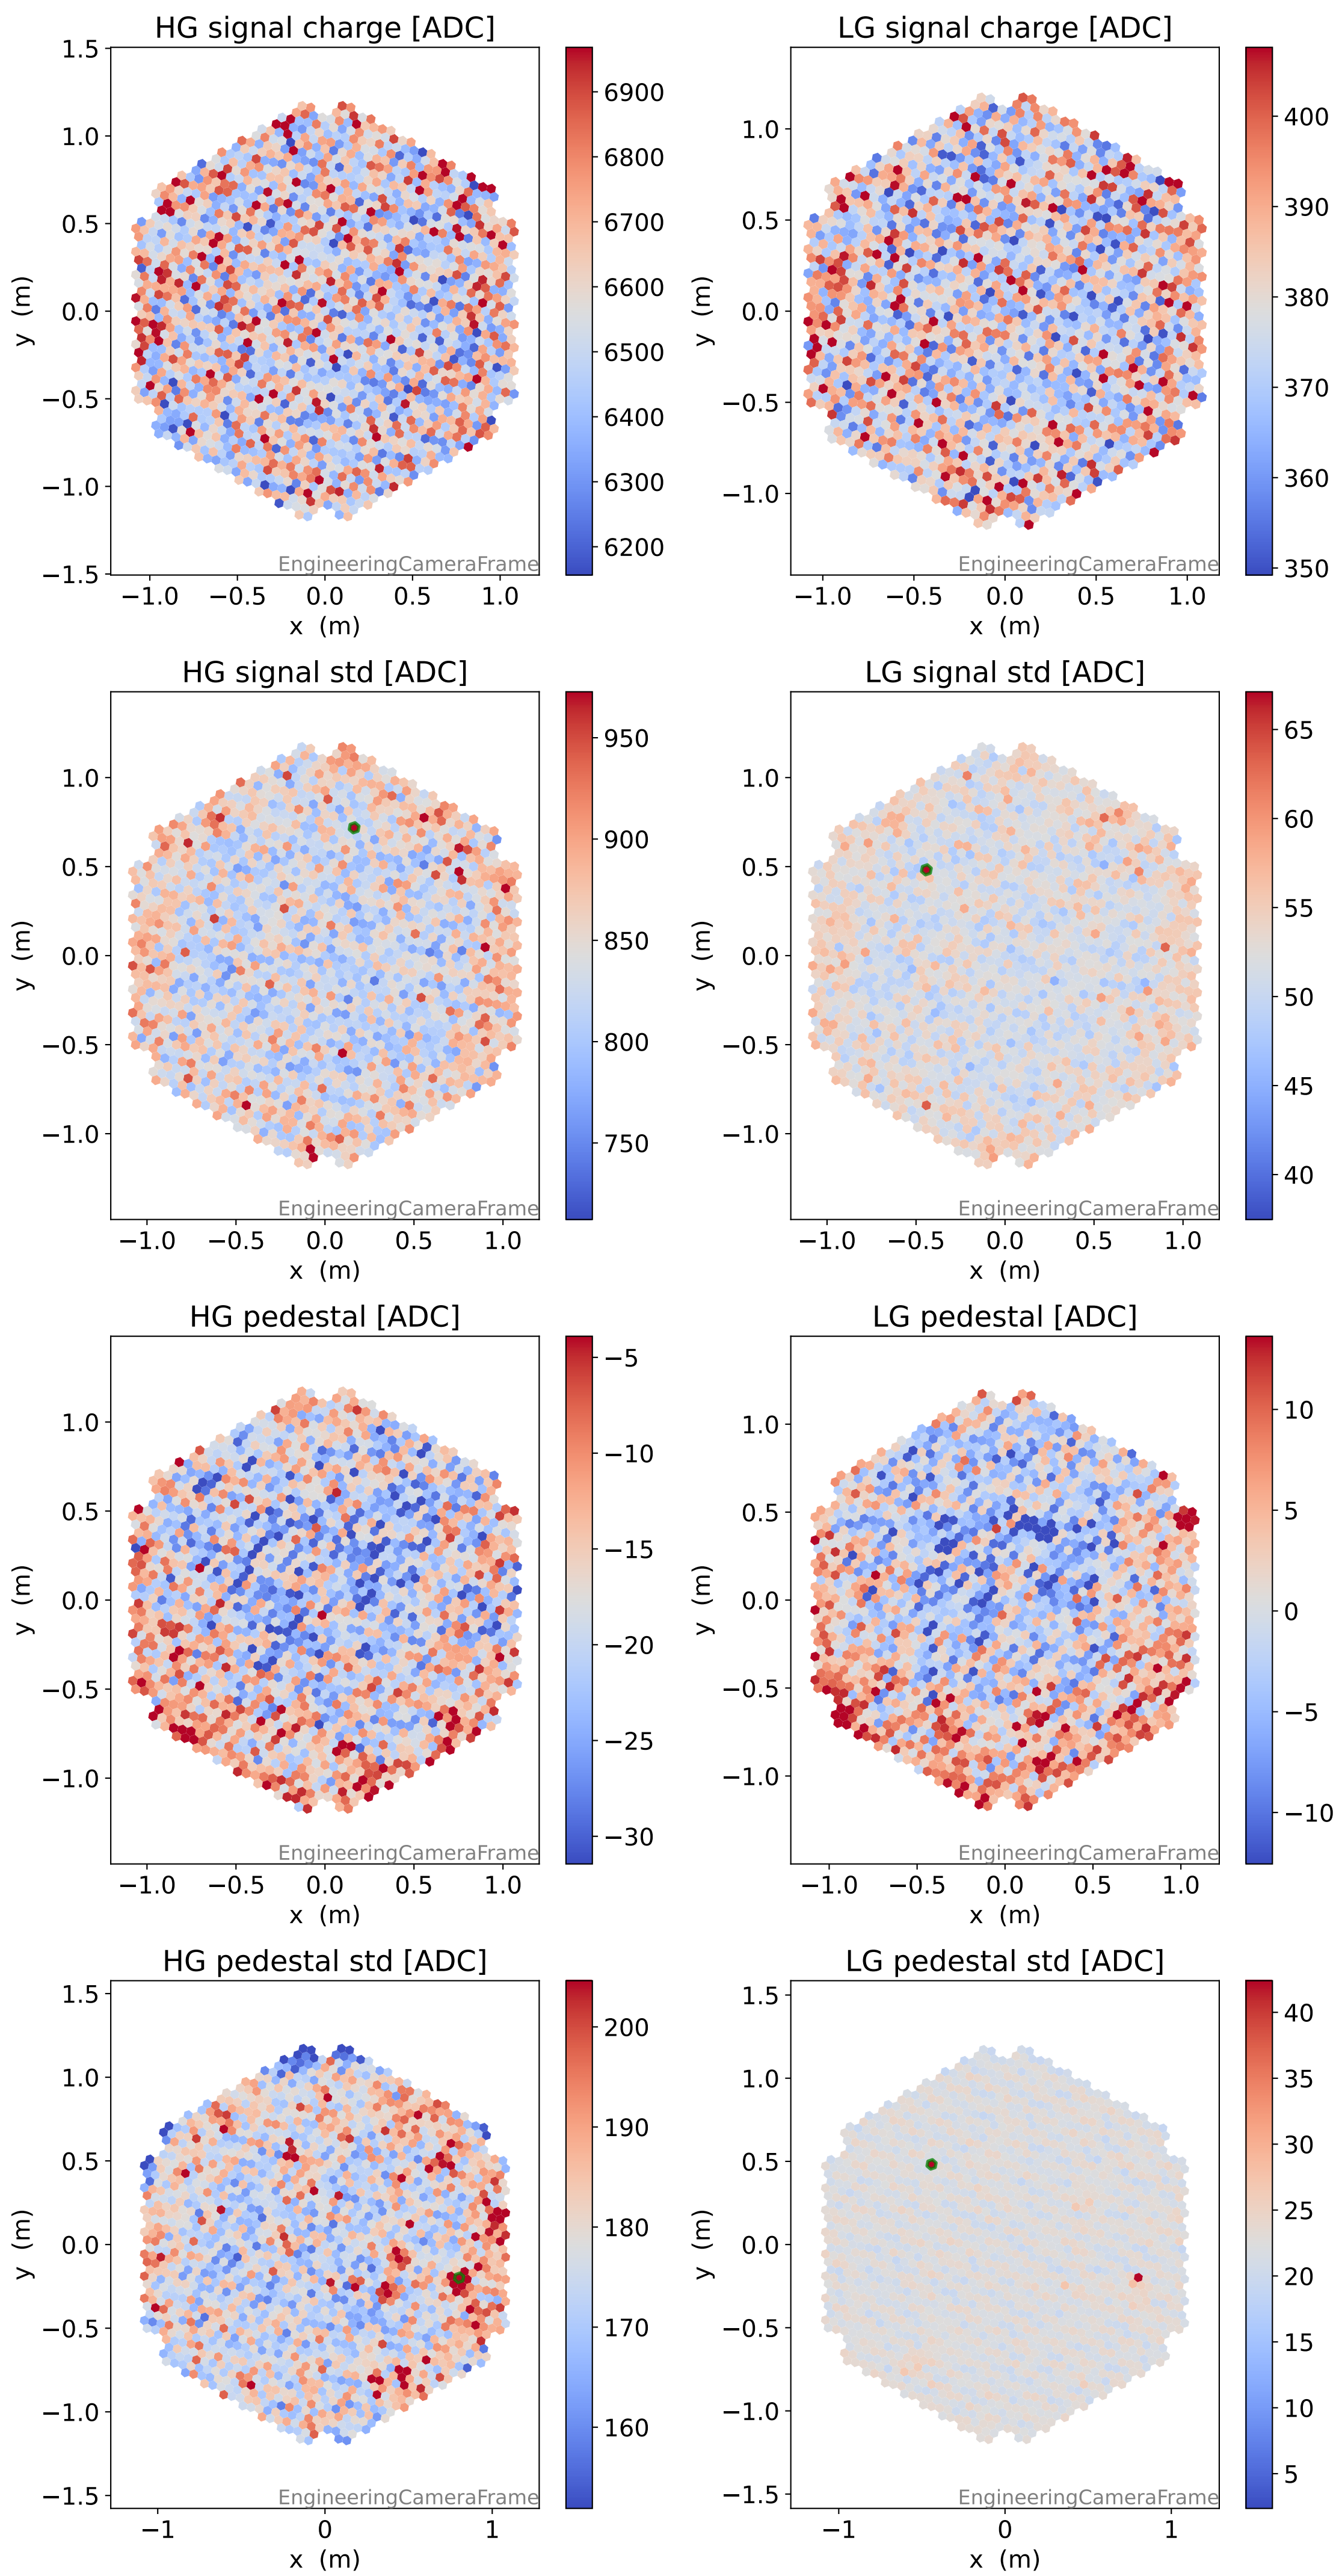 HG signal charge [ADC]
1.5
1.0
0.5
0.0
−0.5
−1.0
−1.5
y (m)
−1.0 −0.5 0.0 0.5 1.0
x (m)
EngineeringCameraFrame
6900
6800
6700
6600
6500
6400
6300
6200
LG signal charge [ADC]
1.0
0.5
0.0
−0.5
−1.0
y (m)
−1.0 −0.5 0.0 0.5 1.0
x (m)
EngineeringCameraFrame
400
390
380
370
360
350
HG signal std [ADC]
1.0
0.5
0.0
−0.5
−1.0
y (m)
−1.0 −0.5 0.0 0.5 1.0
x (m)
EngineeringCameraFrame
950
900
850
800
750
LG signal std [ADC]
1.0
0.5
0.0
−0.5
−1.0
y (m)
−1.0 −0.5 0.0 0.5 1.0
x (m)
EngineeringCameraFrame
65
60
55
50
45
40
HG pedestal [ADC]
1.0
0.5
0.0
−0.5
−1.0
y (m)
−1.0 −0.5 0.0 0.5 1.0
x (m)
EngineeringCameraFrame
−5
−10
−15
−20
−25
−30
LG pedestal [ADC]
1.0
0.5
0.0
−0.5
−1.0
y (m)
−1.0 −0.5 0.0 0.5 1.0
x (m)
EngineeringCameraFrame
10
5
0
−5
−10
HG pedestal std [ADC]
1.5
1.0
0.5
0.0
−0.5
−1.0
−1.5
y (m)
−1 0 1
x (m)
EngineeringCameraFrame
200
190
180
170
160
LG pedestal std [ADC]
1.5
1.0
0.5
0.0
−0.5
−1.0
−1.5
y (m)
−1 0 1
x (m)
EngineeringCameraFrame
40
35
30
25
20
15
10
5